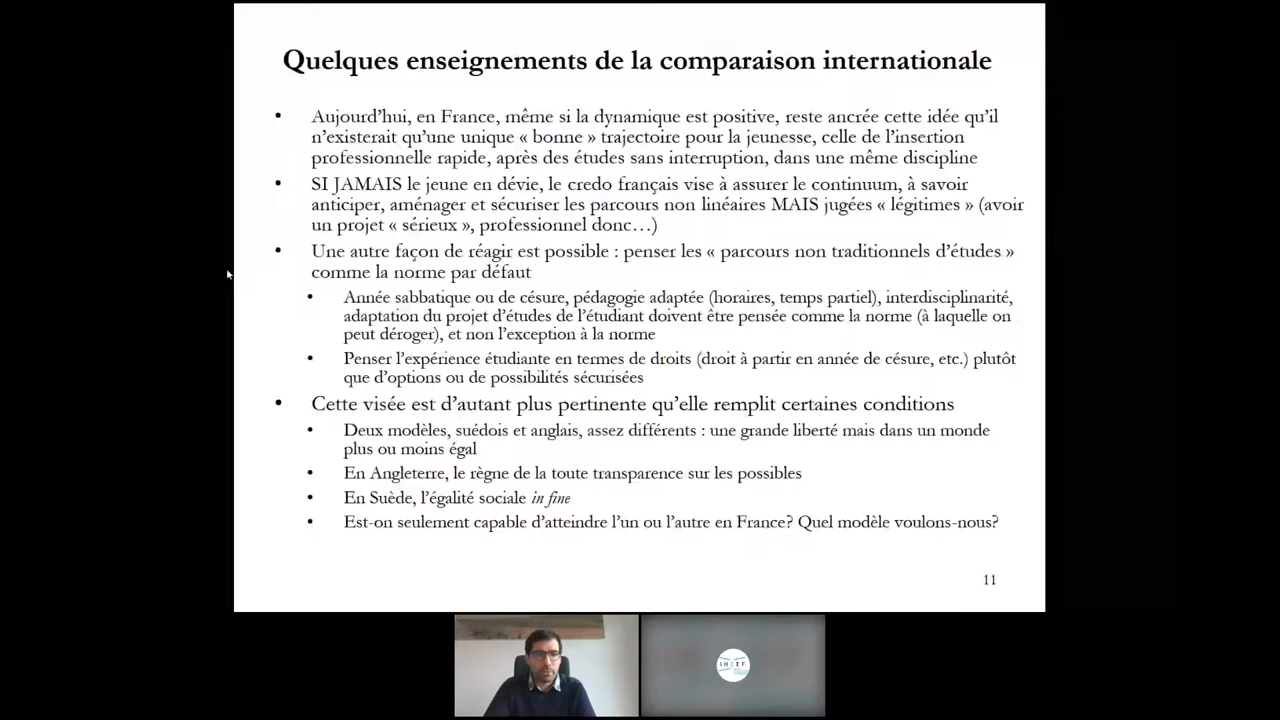 Quelques enseignements de la comparaison internationale
• Aujourd'hui, en France, même si la dynamique est positive, reste ancrée cette idée qu'il
n'existerait qu'une unique « bonne » trajectoire pour la jeunesse, celle de l'insertion
professionnelle rapide, après des études sans interruption, dans une même discipline
• SI JAMAIS le jeune en dévie, le credo français vise à assurer le continuum, à savoir
anticiper, aménager et sécuriser les parcours non linéaires MAIS jugées « légitimes » (avoir
un projet « sérieux », professionnel donc…)
• Une autre façon de réagir est possible : penser les « parcours non traditionnels d'études »
comme la norme par défaut
• Année sabbatique ou de césure, pédagogie adaptée (horaires, temps partiel), interdisciplinarité,
adaptation du projet d'études de l'étudiant doivent être pensée comme la norme (à laquelle on
peut déroger), et non l'exception à la norme
• Penser l'expérience étudiante en termes de droits (droit à partir en année de césure, etc.) plutôt
que d'options ou de possibilités sécurisées
• Cette visée est d'autant plus pertinente qu'elle remplit certaines conditions
• Deux modèles, suédois et anglais, assez différents : une grande liberté mais dans un monde
plus ou moins égal
• En Angleterre, le règne de la toute transparence sur les possibles
• En Suède, l'égalité sociale in fine
• Est-on seulement capable d'atteindre l'un ou l'autre en France? Quel modèle voulons-nous?
11
IH2EF